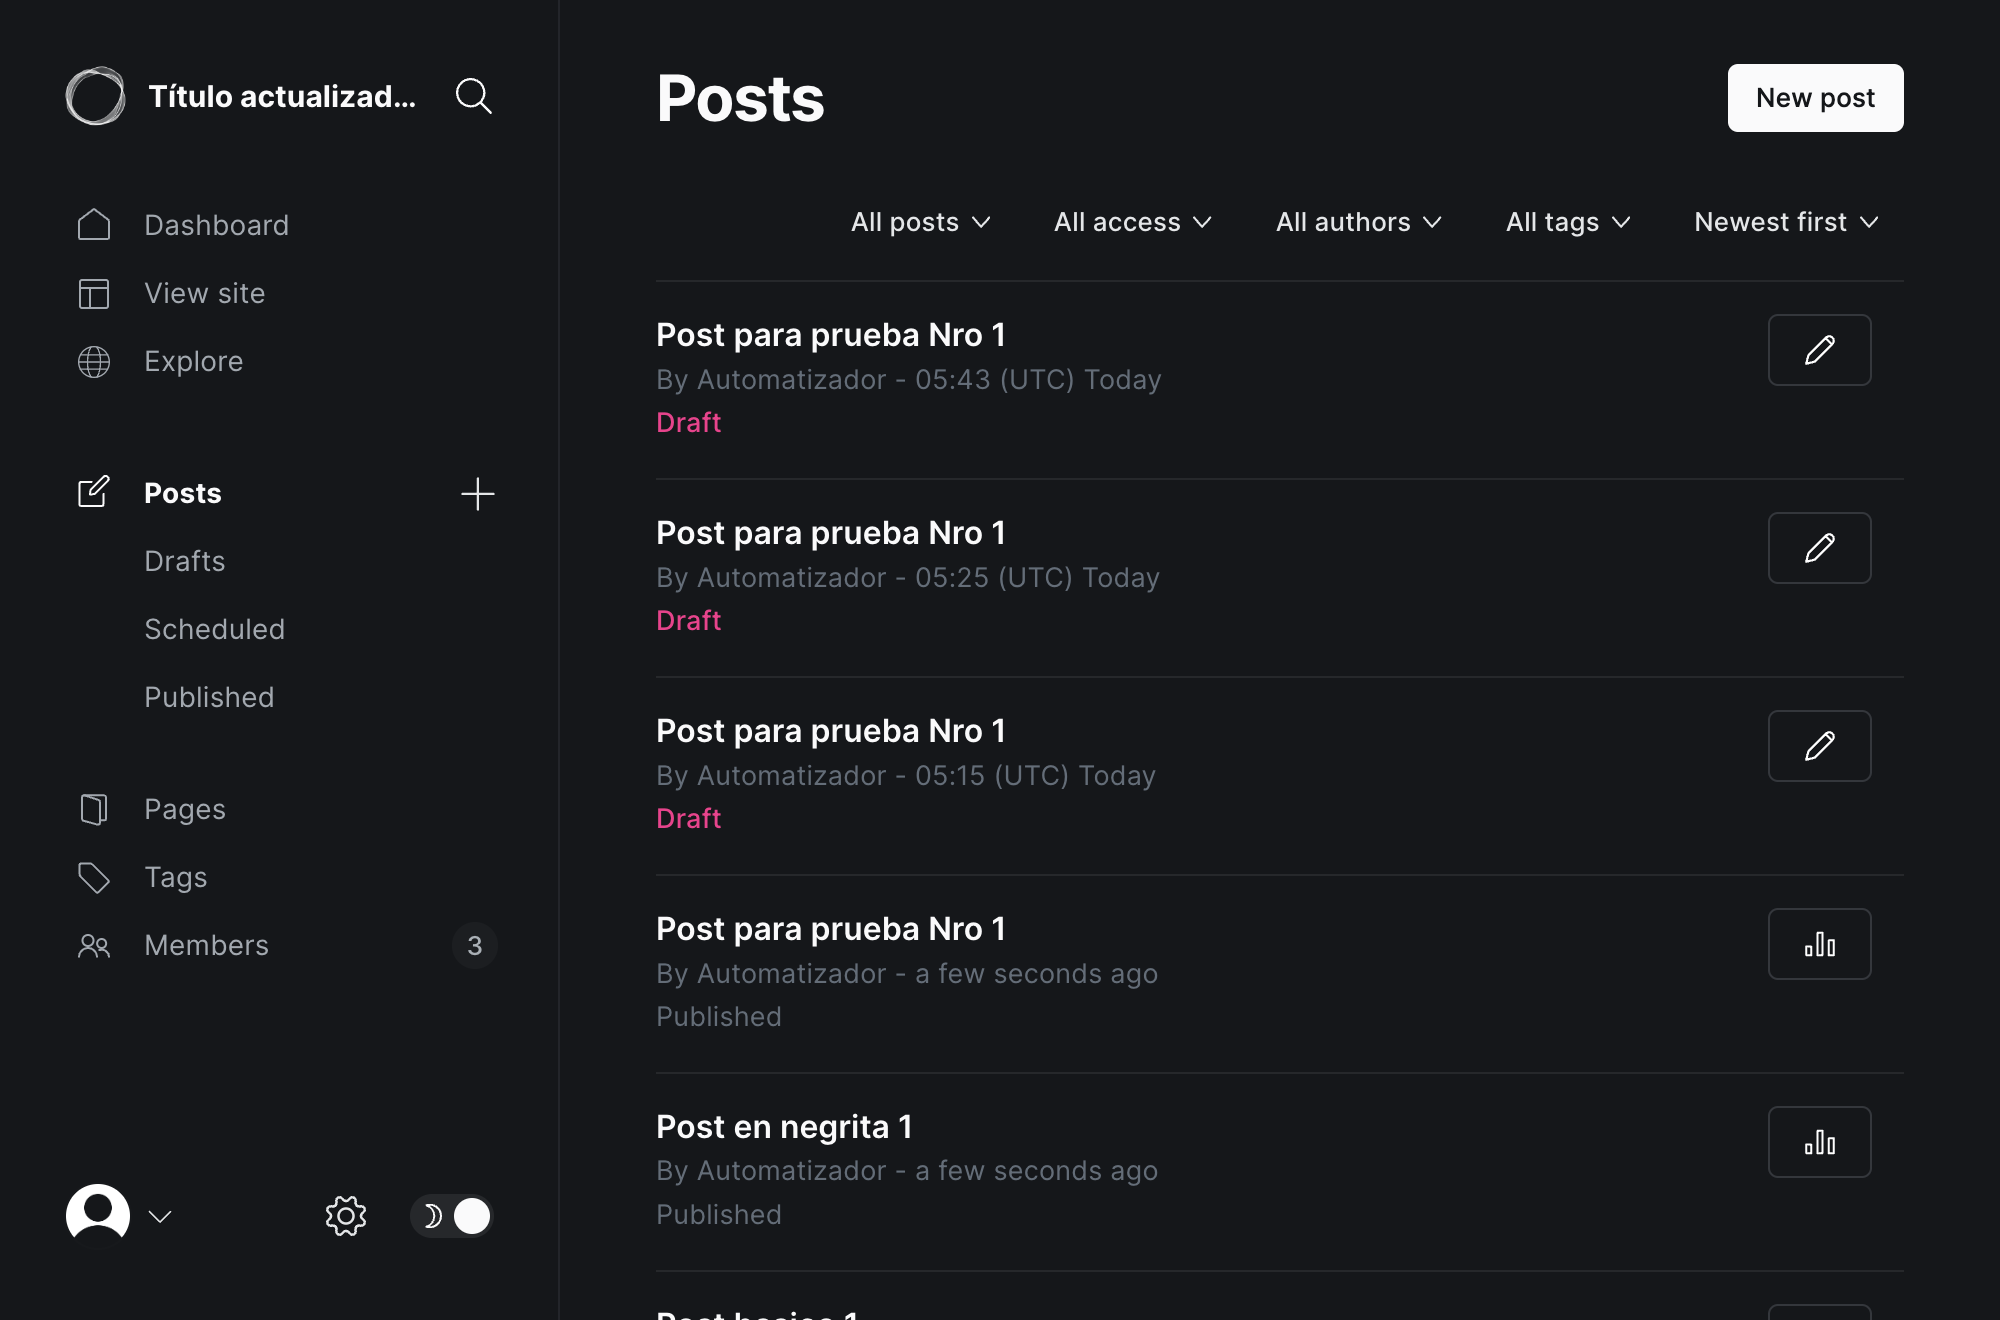 Título actualizad...
Dashboard
View site
Explore
Posts
Drafts
Scheduled
Published
Pages
Tags
Members
3
Posts
New post
All posts
All access
All authors
All tags
Newest first
Post para prueba Nro 1
By Automatizador - 05:43 (UTC) Today
Draft
Post para prueba Nro 1
By Automatizador - 05:25 (UTC) Today
Draft
Post para prueba Nro 1
By Automatizador - 05:15 (UTC) Today
Draft
Post para prueba Nro 1
By Automatizador - a few seconds ago
Published
Post en negrita 1
By Automatizador - a few seconds ago
Published
Post 1